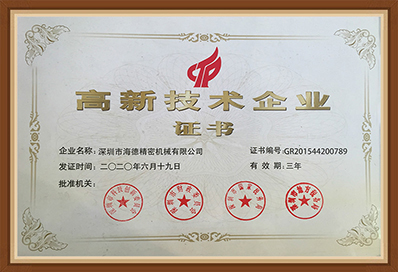 高新技术企业
证书
企业名称：深圳市海德精密机械有限公司
证书编号：GR201544200789
发证时间：二〇二〇年六月十九日
有效期：三年
批准机关：